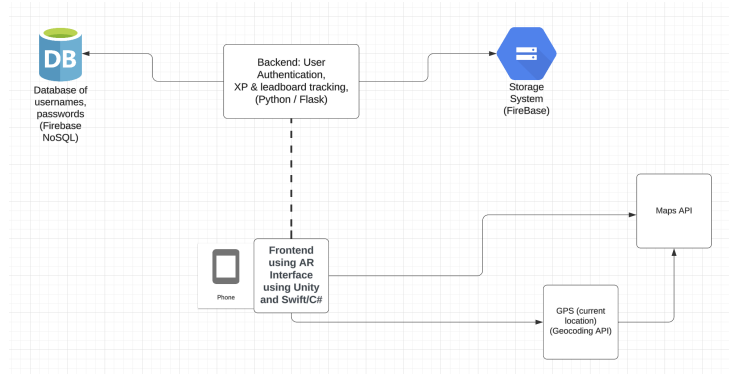 DB
Database of
usernames,
passwords
(Firebase
NoSQL)
Backend: User
Authentication,
XP & leadboard tracking,
(Python / Flask)
Storage
System
(FireBase)
Maps API
Phone
Frontend
using AR
Interface
using Unity
and Swift/C#
GPS (current
location)
(Geocoding API)